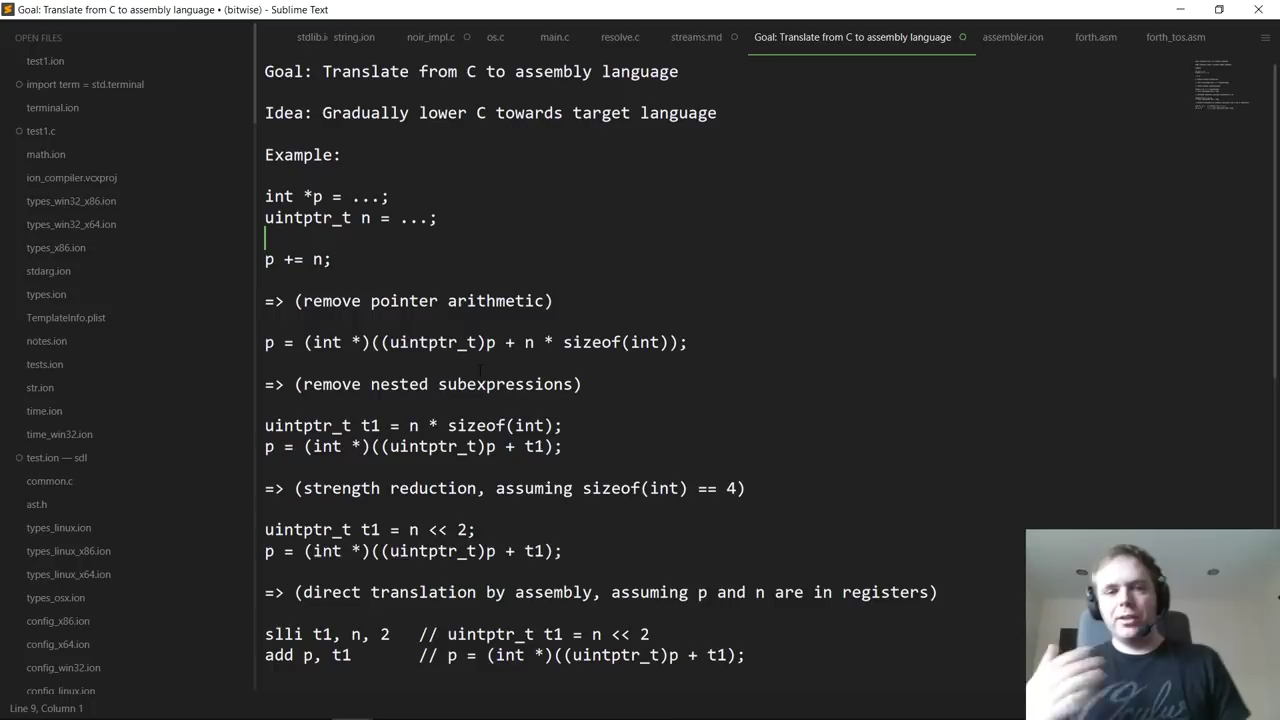 Goal: Translate from C to assembly language • (bitwise) - Sublime Text
OPEN FILES
test1.ion
import term = std.terminal
terminal.ion
test1.c
math.ion
ion_compiler.vcxproj
types_win32_x86.ion
types_win32_x64.ion
types_x86.ion
stdarg.ion
types.ion
TemplateInfo.plist
notes.ion
tests.ion
str.ion
time.ion
time_win32.ion
test.ion — sdl
common.c
ast.h
types_linux.ion
types_linux_x86.ion
types_linux_x64.ion
types_osx.ion
config_x86.ion
config_x64.ion
config_win32.ion
config_linux.ion
stdlib.i string.ion noir_impl.c os.c main.c resolve.c streams.md Goal: Translate from C to assembly language assembler.ion forth.asm forth_tos.asm
Goal: Translate from C to assembly language
Idea: Gradually lower C towards target language
Example:
int *p = ...;
uintptr_t n = ...;
p += n;
=> (remove pointer arithmetic)
p = (int *)((uintptr_t)p + n * sizeof(int));
=> (remove nested subexpressions)
uintptr_t t1 = n * sizeof(int);
p = (int *)((uintptr_t)p + t1);
=> (strength reduction, assuming sizeof(int) == 4)
uintptr_t t1 = n << 2;
p = (int *)((uintptr_t)p + t1);
=> (direct translation by assembly, assuming p and n are in registers)
slli t1, n, 2 // uintptr_t t1 = n << 2
add p, t1 // p = (int *)((uintptr_t)p + t1);
Line 9, Column 1